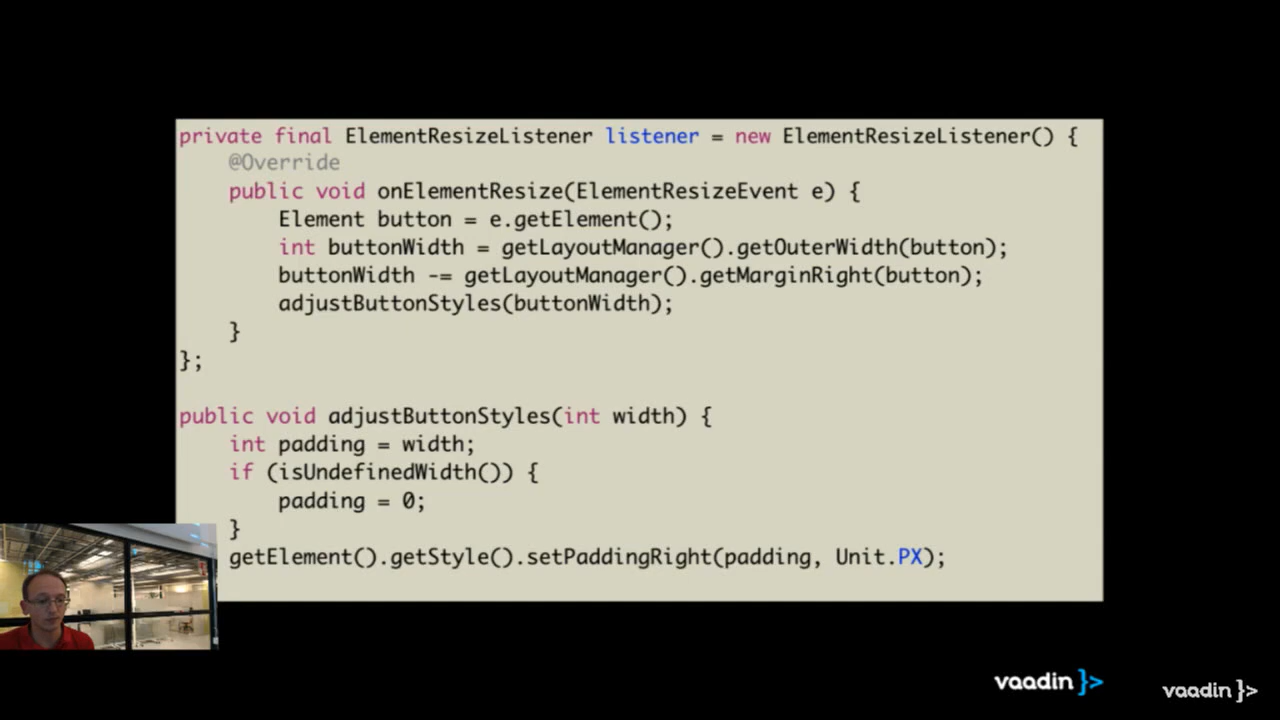 private final ElementResizeListener listener = new ElementResizeListener() {
@Override
public void onElementResize(ElementResizeEvent e) {
Element button = e.getElement();
int buttonWidth = getLayoutManager().getOuterWidth(button);
buttonWidth -= getLayoutManager().getMarginRight(button);
adjustButtonStyles(buttonWidth);
}
};
public void adjustButtonStyles(int width) {
int padding = width;
if (isUndefinedWidth()) {
padding = 0;
}
getElement().getStyle().setPaddingRight(padding, Unit.PX);
vaadin }>
vaadin }>